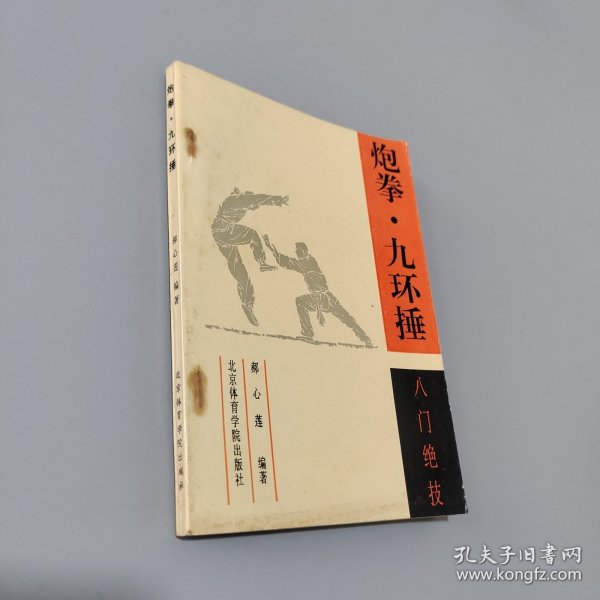 炮拳·九环捶
八门绝技
郝心莲 编著
北京体育学院出版社
炮拳·九环捶
郝心莲 编著
北京体育学院出版社
孔夫子旧书网
www.kongfz.com